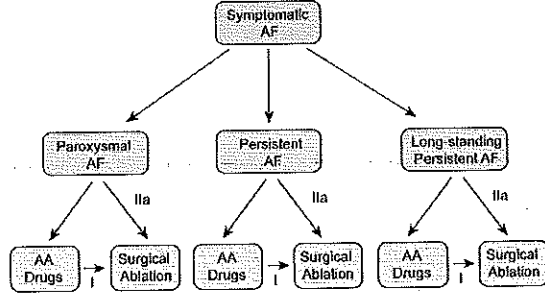 Symptomatic
AF
Paroxysmal
AF
Persistent
AF
Long-standing
Persistent AF
IIa
IIa
IIa
AA
Drugs
I
Surgical
Ablation
AA
Drugs
I
Surgical
Ablation
AA
Drugs
I
Surgical
Ablation